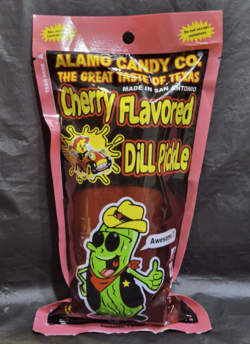 ALAMO CANDY CO.
THE GREAT TASTE OF TEXAS
MADE IN SAN ANTONIO
Cherry FLAVORED
DILL PICKLE
Awesome